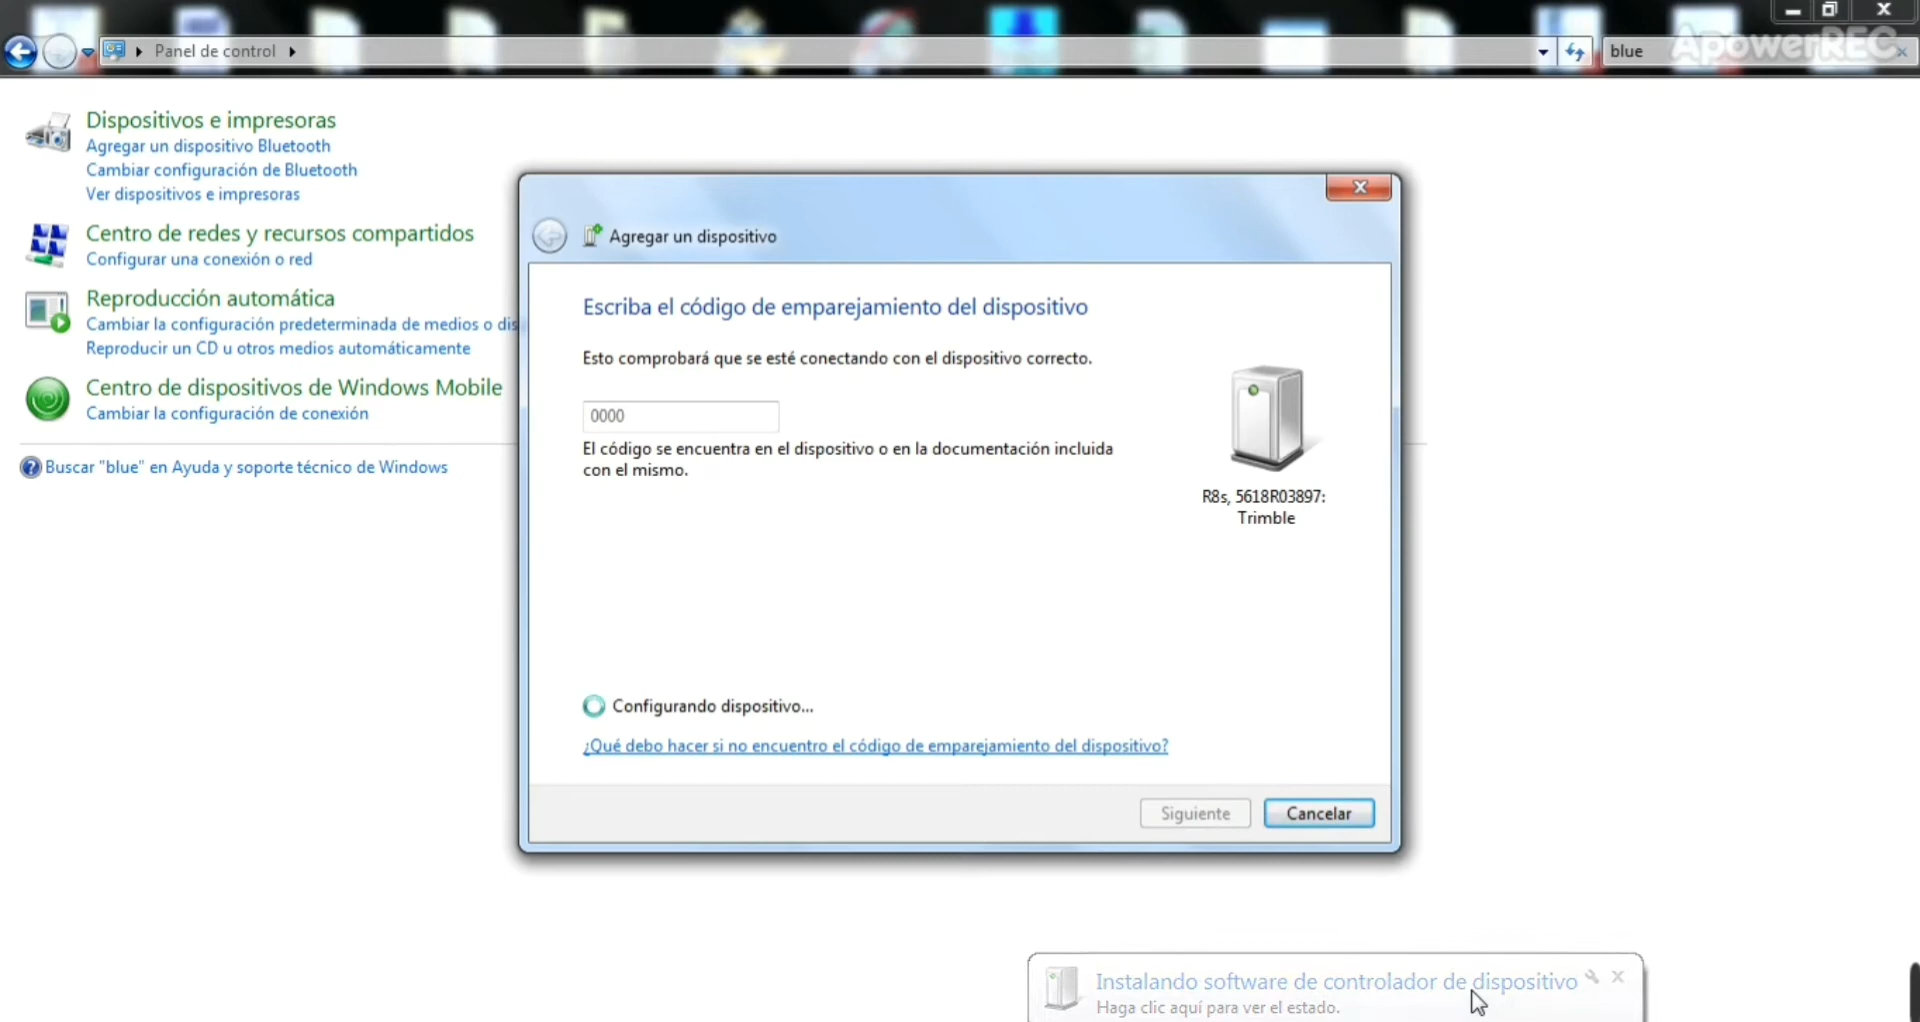 Panel de control
blue
ApowerREC
Dispositivos e impresoras
Agregar un dispositivo Bluetooth
Cambiar configuración de Bluetooth
Ver dispositivos e impresoras
Centro de redes y recursos compartidos
Configurar una conexión o red
Reproducción automática
Cambiar la configuración predeterminada de medios o dis
Reproducir un CD u otros medios automáticamente
Centro de dispositivos de Windows Mobile
Cambiar la configuración de conexión
Buscar "blue" en Ayuda y soporte técnico de Windows
Agregar un dispositivo
Escriba el código de emparejamiento del dispositivo
Esto comprobará que se esté conectando con el dispositivo correcto.
0000
El código se encuentra en el dispositivo o en la documentación incluida
con el mismo.
R8s, 5618R03897:
Trimble
Configurando dispositivo...
¿Qué debo hacer si no encuentro el código de emparejamiento del dispositivo?
Siguiente
Cancelar
Instalando software de controlador de dispositivo
Haga clic aquí para ver el estado.